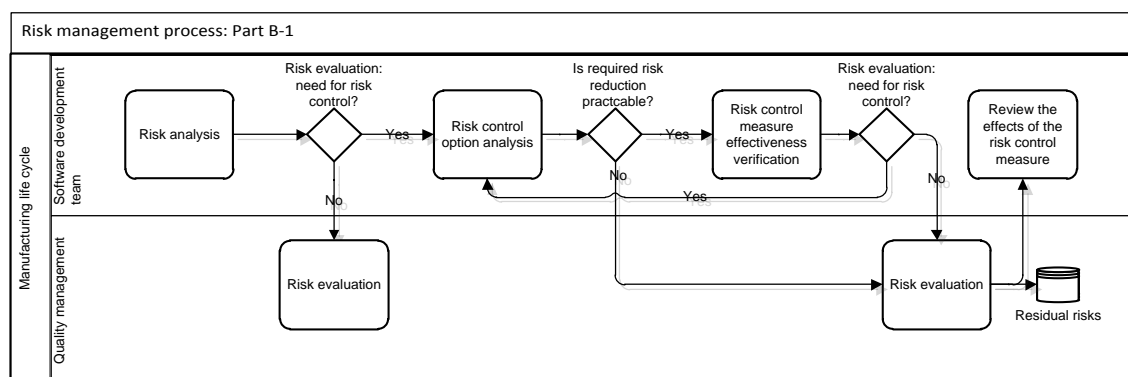 Risk management process: Part B-1
Manufacturing life cycle
Software development
team
Risk analysis
Risk evaluation:
need for risk
control?
Yes
No
Risk control
option analysis
Is required risk
reduction
practcable?
Yes
No
Risk control
measure
effectiveness
verification
Risk evaluation:
need for risk
control?
Yes
No
Review the
effects of the
risk control
measure
Quality management
Risk evaluation
Risk evaluation
Residual risks